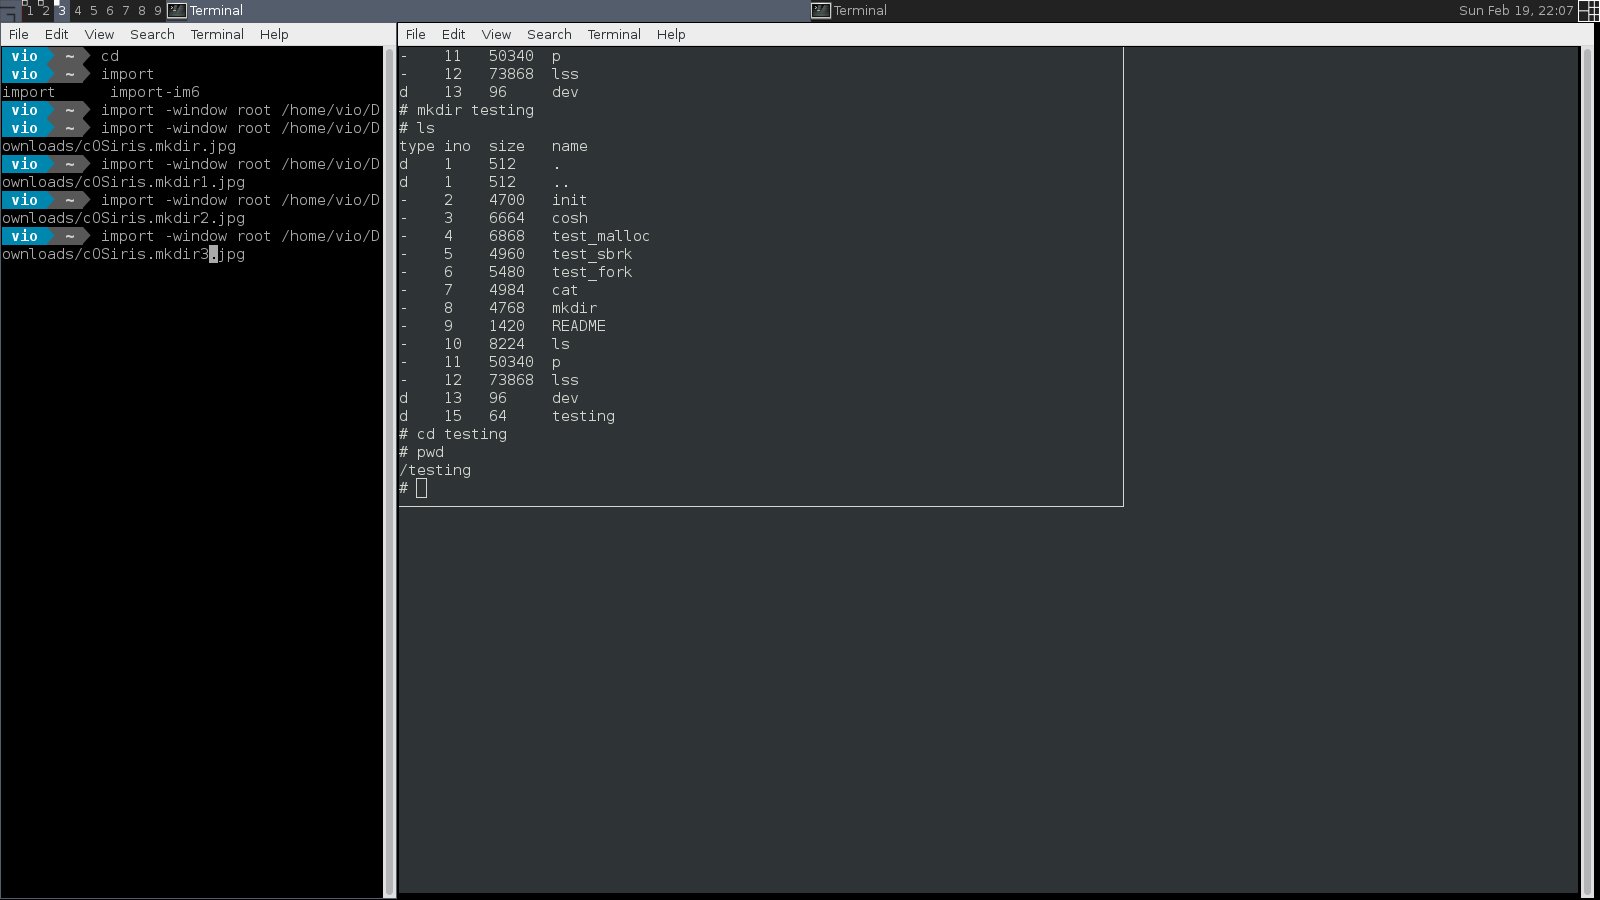 1 2 3 4 5 6 7 8 9 Terminal Terminal Sun Feb 19, 22:07
File Edit View Search Terminal Help
vio ~ cd
vio ~ import
import import-im6
vio ~ import -window root /home/vio/D
vio ~ import -window root /home/vio/D
ownloads/cOSiris.mkdir.jpg
vio ~ import -window root /home/vio/D
ownloads/cOSiris.mkdir1.jpg
vio ~ import -window root /home/vio/D
ownloads/cOSiris.mkdir2.jpg
vio ~ import -window root /home/vio/D
ownloads/cOSiris.mkdir3.jpg
File Edit View Search Terminal Help
- 11 50340 p
- 12 73868 lss
d 13 96 dev
# mkdir testing
# ls
type ino size name
d 1 512 .
d 1 512 ..
- 2 4700 init
- 3 6664 cosh
- 4 6868 test_malloc
- 5 4960 test_sbrk
- 6 5480 test_fork
- 7 4984 cat
- 8 4768 mkdir
- 9 1420 README
- 10 8224 ls
- 11 50340 p
- 12 73868 lss
d 13 96 dev
d 15 64 testing
# cd testing
# pwd
/testing
#